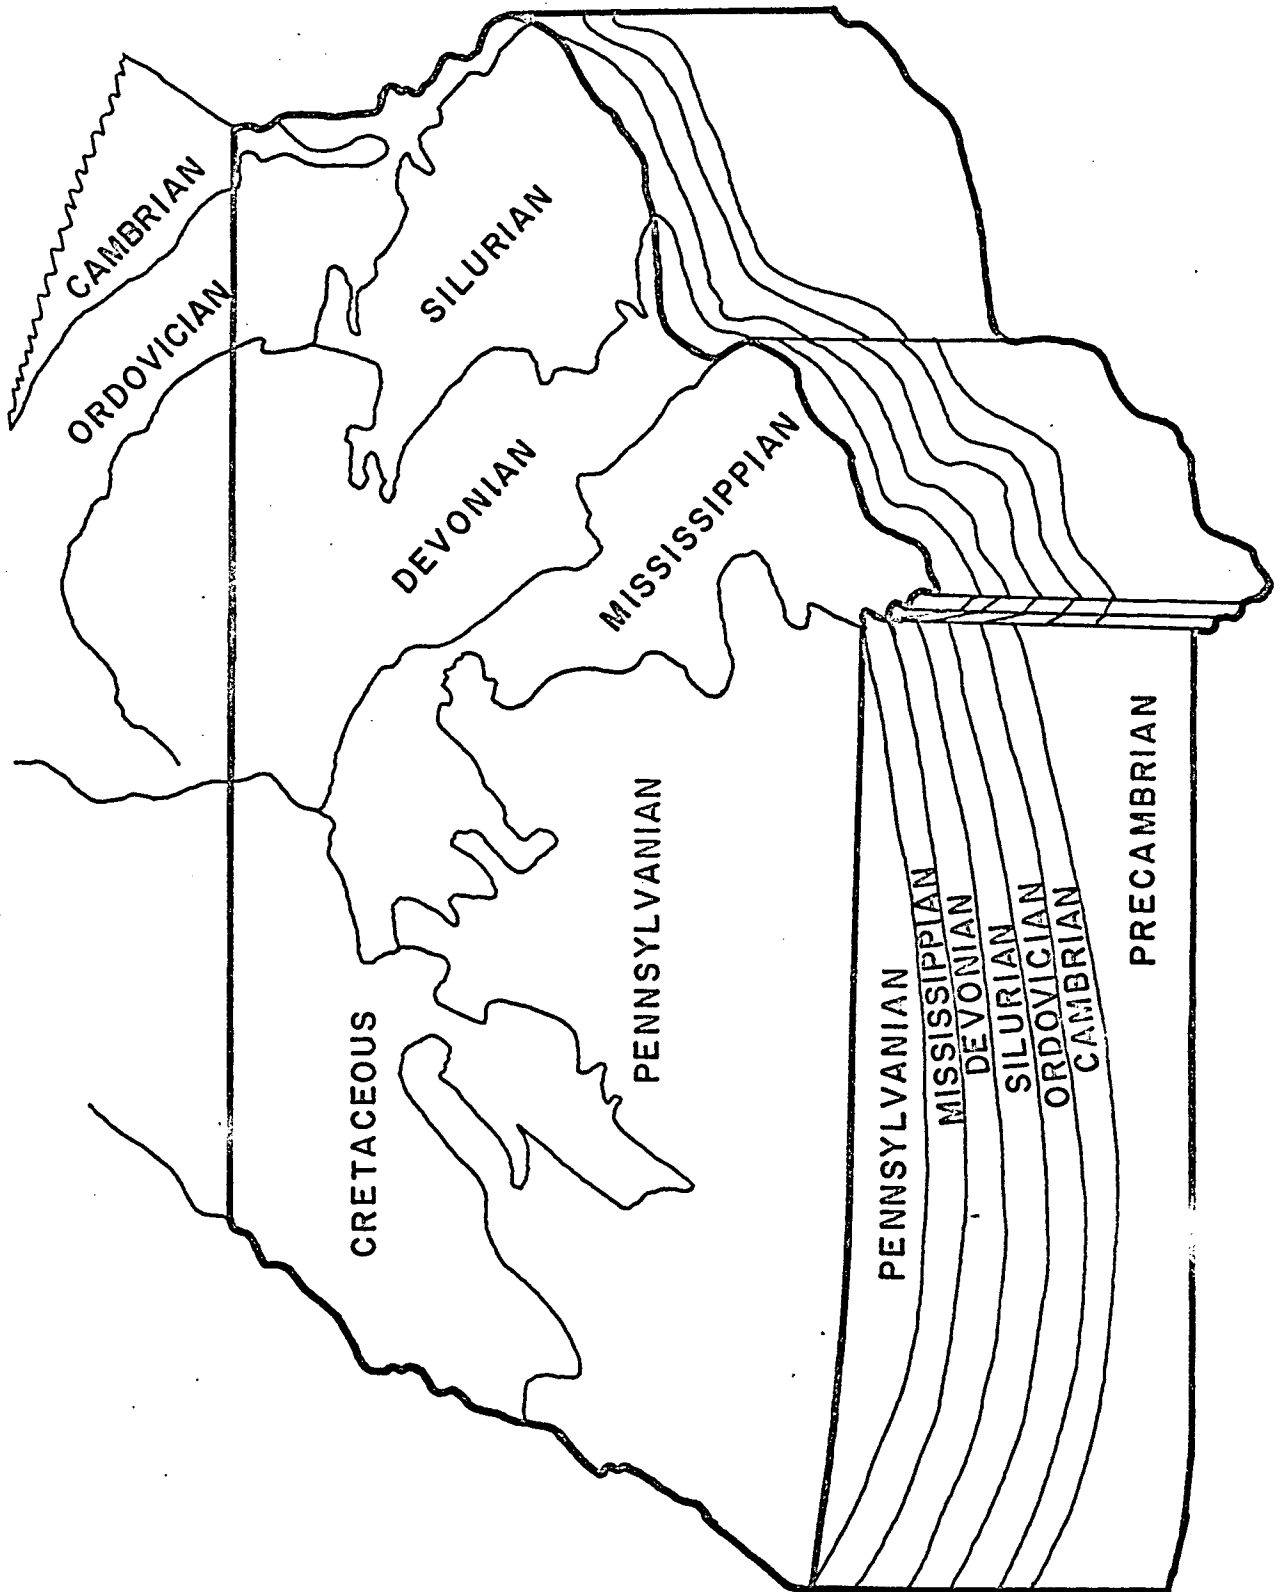 CAMBRIAN
ORDOVICIAN
SILURIAN
DEVONIAN
MISSISSIPPIAN
CRETACEOUS
PENNSYLVANIAN
PENNSYLVANIAN
MISSISSIPPIAN
DEVONIAN
SILURIAN
ORDOVICIAN
CAMBRIAN
PRECAMBRIAN